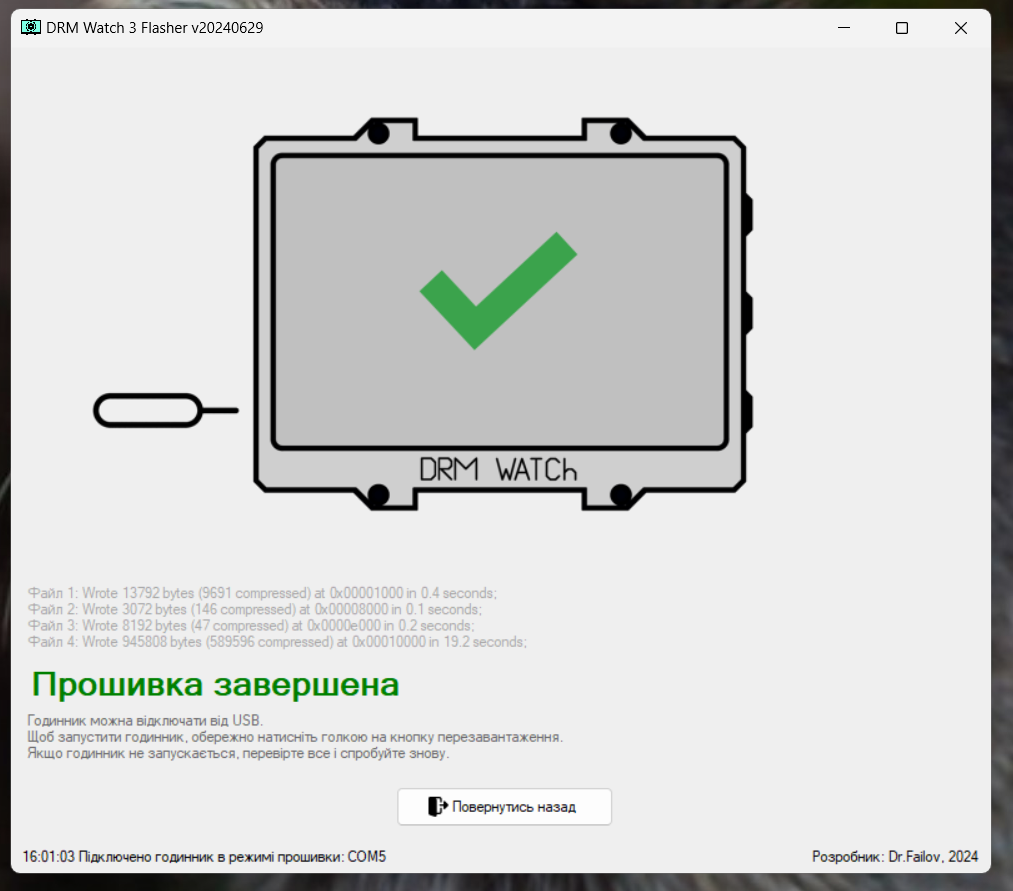 DRM Watch 3 Flasher v20240629
DRM WATCh
Файл 1: Wrote 13792 bytes (9691 compressed) at 0x00001000 in 0.4 seconds;
Файл 2: Wrote 3072 bytes (146 compressed) at 0x00008000 in 0.1 seconds;
Файл 3: Wrote 8192 bytes (47 compressed) at 0x0000e000 in 0.2 seconds;
Файл 4: Wrote 945808 bytes (589596 compressed) at 0x00010000 in 19.2 seconds;
Прошивка завершена
Годинник можна відключати від USB.
Щоб запустити годинник, обережно натисніть голкою на кнопку перезавантаження.
Якщо годинник не запускається, перевірте все і спробуйте знову.
Повернутись назад
16:01:03 Підключено годинник в режимі прошивки: COM5
Розробник: Dr.Failov, 2024